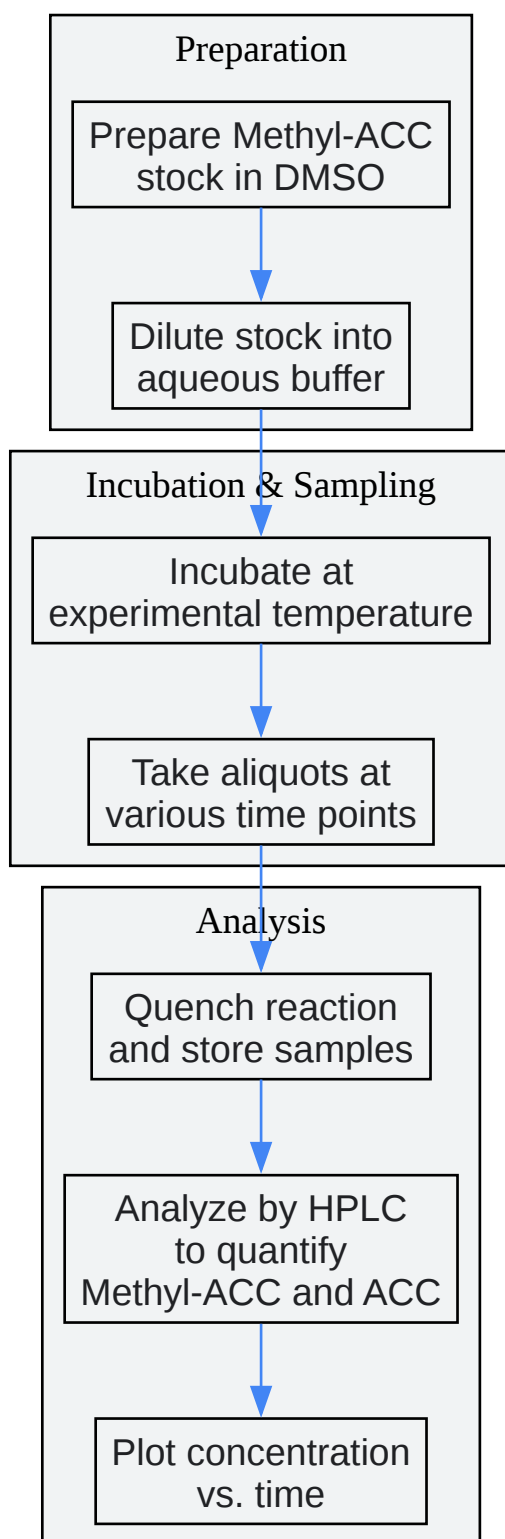 Preparation
Prepare Methyl-ACC
stock in DMSO
Dilute stock into
aqueous buffer
Incubation & Sampling
Incubate at
experimental temperature
Take aliquots at
various time points
Analysis
Quench reaction
and store samples
Analyze by HPLC
to quantify
Methyl-ACC and ACC
Plot concentration
vs. time